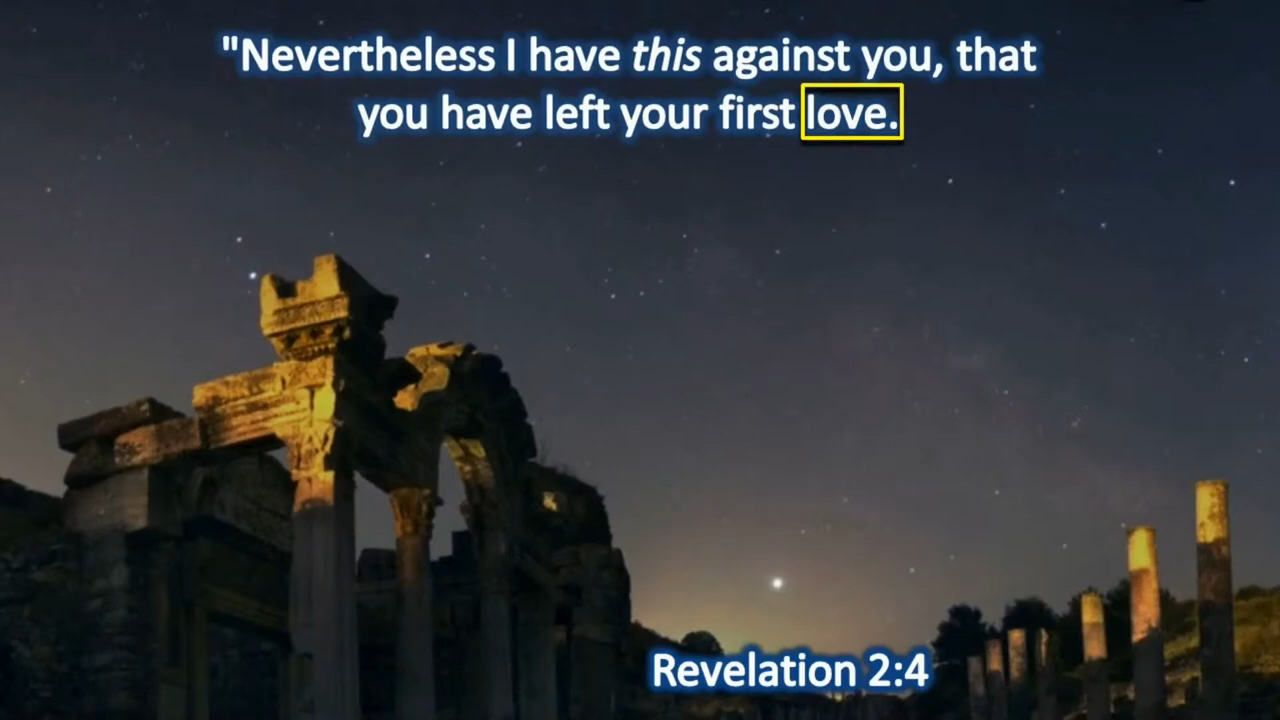 "Nevertheless I have this against you, that
you have left your first love.
Revelation 2:4